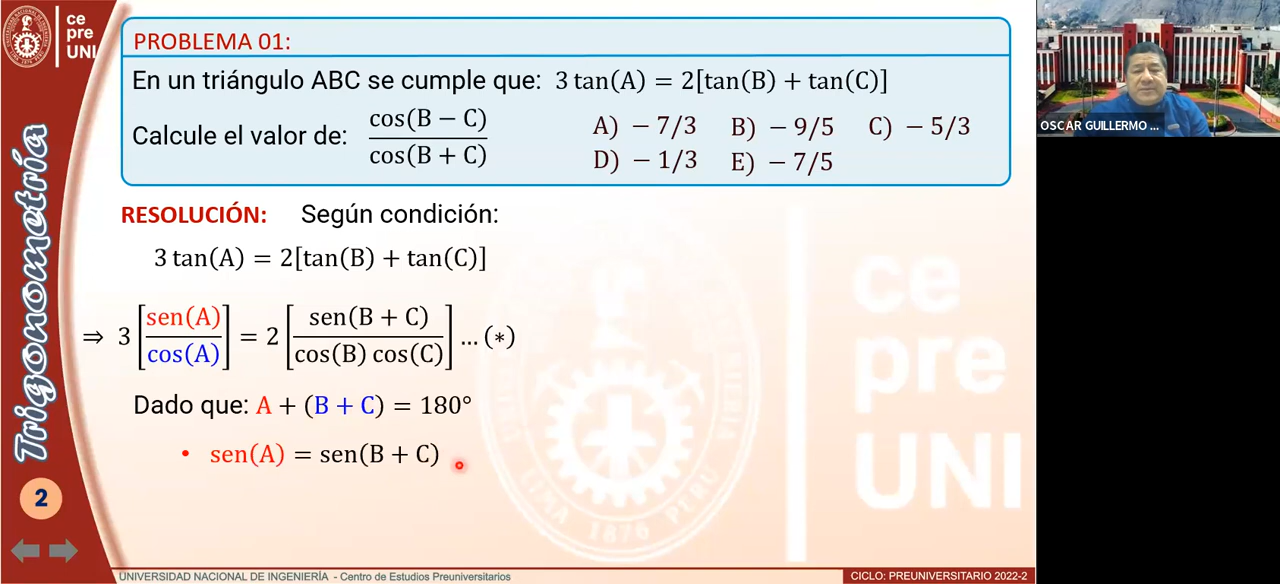 ce
pre
UNI
PROBLEMA 01:
En un triángulo ABC se cumple que: 3 tan(A) = 2[tan(B) + tan(C)]
Calcule el valor de: cos(B − C) / cos(B + C)
A) − 7/3 B) − 9/5 C) − 5/3
D) − 1/3 E) − 7/5
OSCAR GUILLERMO ...
RESOLUCIÓN: Según condición:
3 tan(A) = 2[tan(B) + tan(C)]
⇒ 3 [sen(A) / cos(A)] = 2 [sen(B + C) / cos(B) cos(C)] ... (∗)
Dado que: A + (B + C) = 180°
• sen(A) = sen(B + C)
Trigonometría
2
ce
pre
UNI
LIMA 1876 PERU
UNIVERSIDAD NACIONAL DE INGENIERÍA - Centro de Estudios Preuniversitarios
CICLO: PREUNIVERSITARIO 2022-2